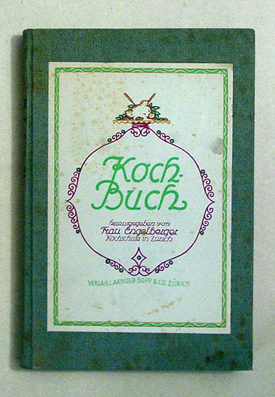 Koch-
Buch
herausgegeben von
Frau Engelberger
Kochschule in Zürich
VERLAG: ARNOLD BOPP & CO. ZÜRICH